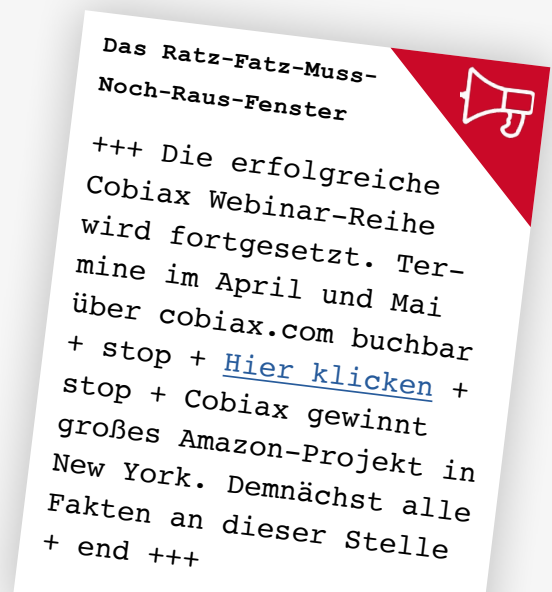 Das Ratz-Fatz-Muss-
Noch-Raus-Fenster
+++ Die erfolgreiche
Cobiax Webinar-Reihe
wird fortgesetzt. Ter-
mine im April und Mai
über cobiax.com buchbar
+ stop + Hier klicken +
stop + Cobiax gewinnt
großes Amazon-Projekt in
New York. Demnächst alle
Fakten an dieser Stelle
+ end +++